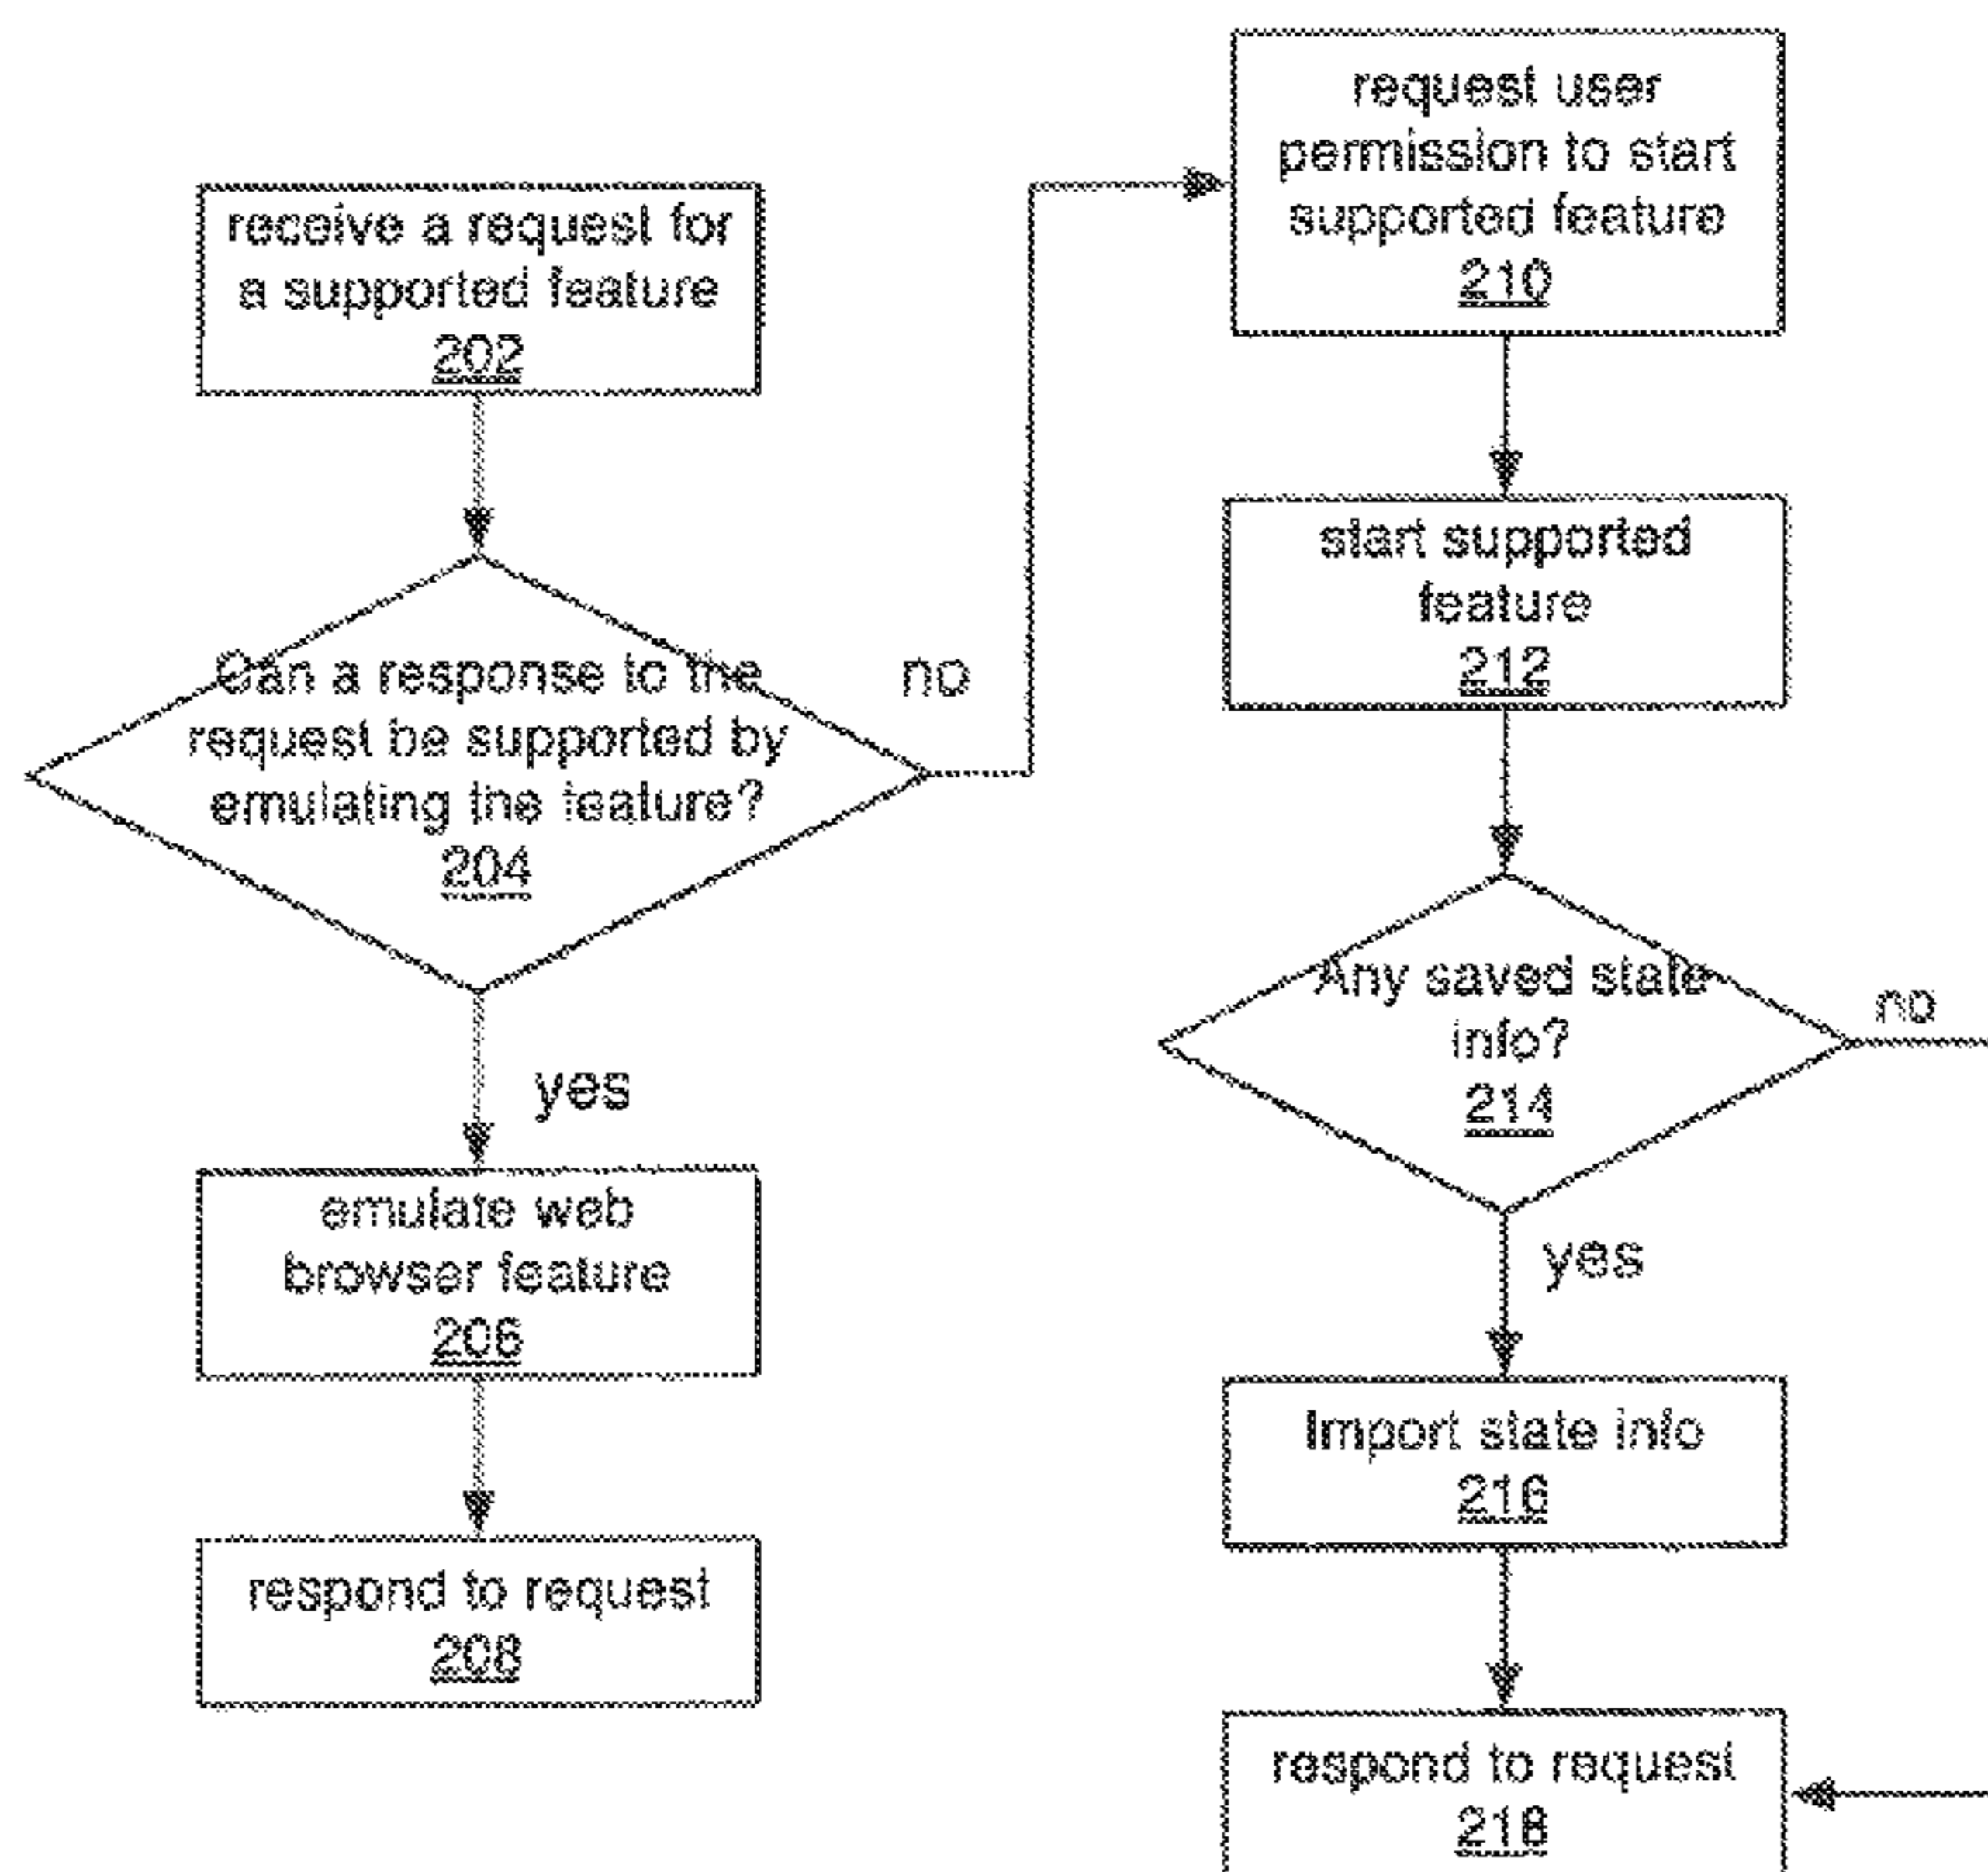 receive a request for
a supported feature
202
Can a response to the
request be supported by
emulating the feature?
204
no
yes
emulate web
browser feature
206
respond to request
208
request user
permission to start
supported feature
210
start supported
feature
212
Any saved state
info?
214
no
yes
Import state info
216
respond to request
218